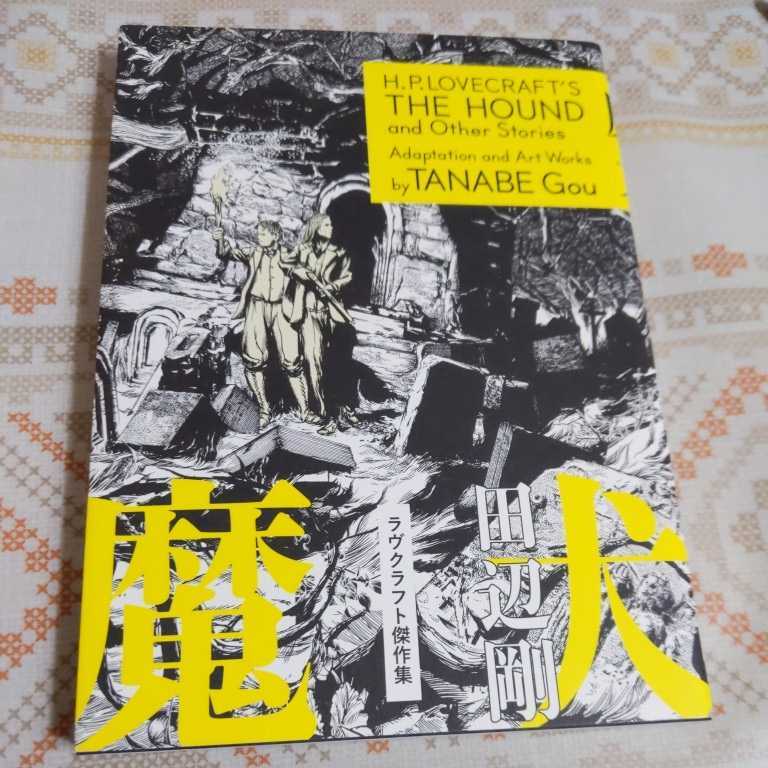 H.P.LOVECRAFT'S
THE HOUND
and Other Stories
Adaptation and Art Works
by TANABE Gou
魔犬
ラヴクラフト傑作集
田辺剛